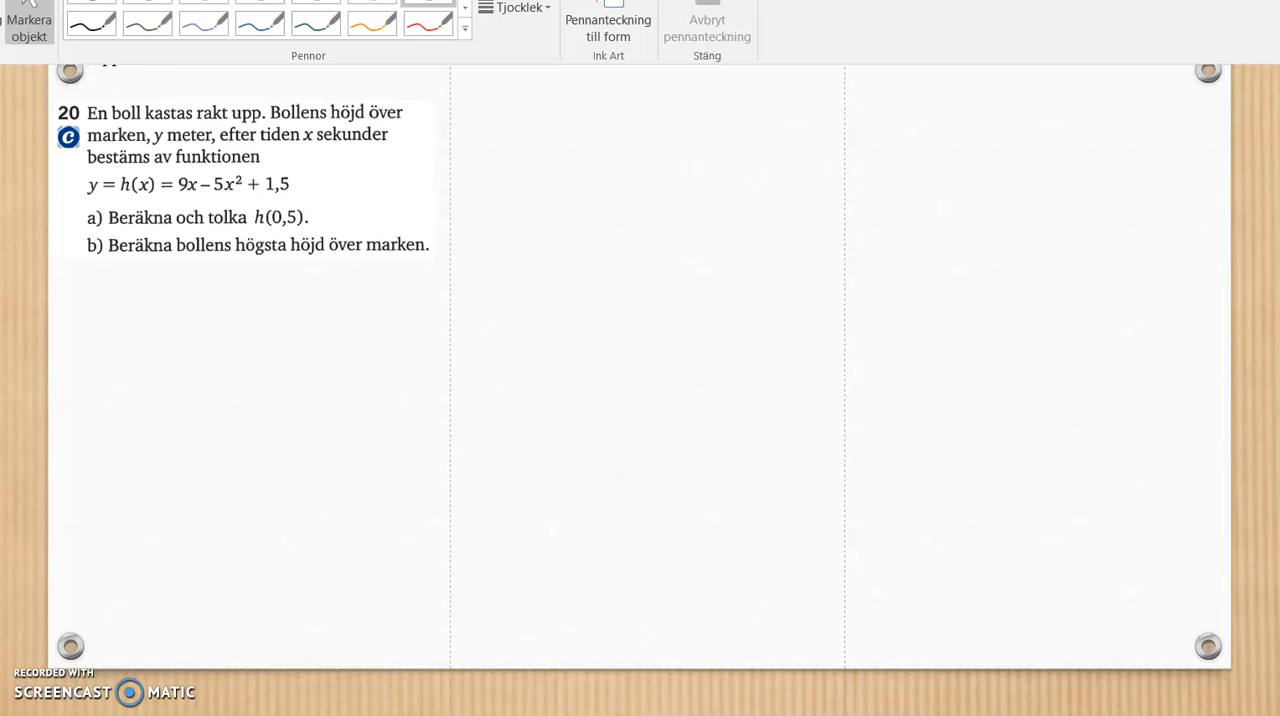 Markera
objekt
Tjocklek
Pennanteckning
till form
Avbryt
pennanteckning
Pennor
Ink Art
Stäng
20 En boll kastas rakt upp. Bollens höjd över
C marken, y meter, efter tiden x sekunder
bestäms av funktionen
y = h(x) = 9x – 5x² + 1,5
a) Beräkna och tolka h(0,5).
b) Beräkna bollens högsta höjd över marken.
RECORDED WITH
SCREENCAST MATIC